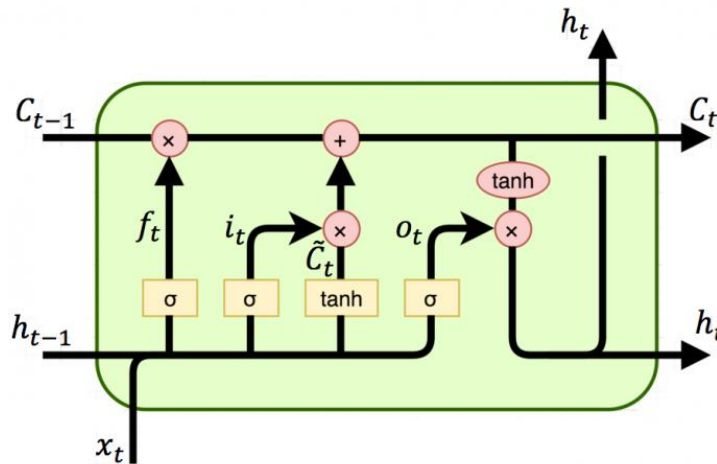 h_t
C_{t-1} × + C_t
tanh
f_t i_t × o_t ×
C̃_t
σ σ tanh σ
h_{t-1} h_t
x_t